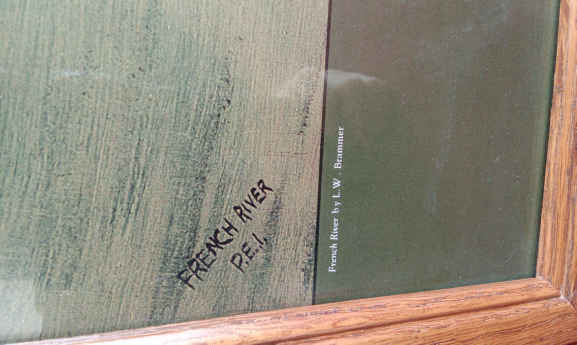 FRENCH RIVER
P.E.I.
French River by L.W. Brammer